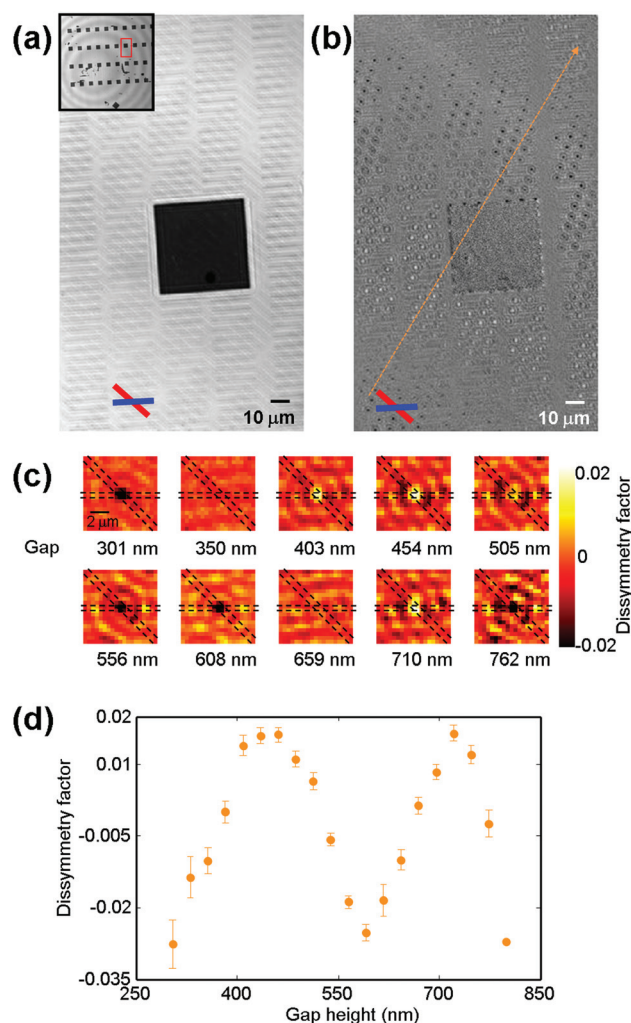 (a)
(b)
10 μm
10 μm
(c)
2 μm
Gap
301 nm 350 nm 403 nm 454 nm 505 nm
556 nm 608 nm 659 nm 710 nm 762 nm
0.02
0
-0.02
Dissymmetry factor
(d)
Dissymmetry factor
0.02
0.01
-0.005
-0.02
-0.035
250 400 550 700 850
Gap height (nm)